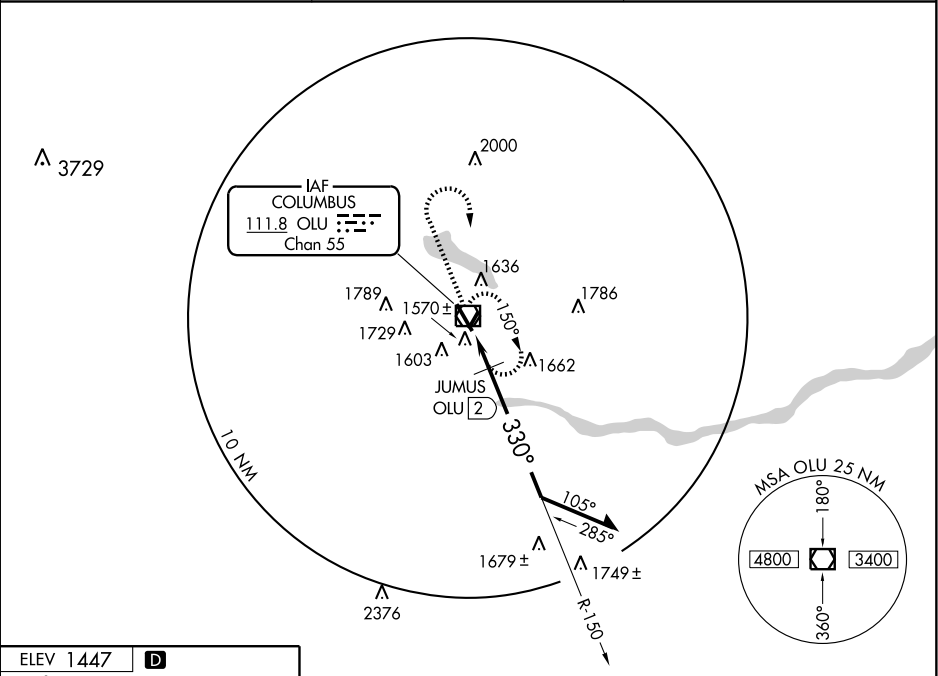 2000
3729
IAF
COLUMBUS
111.8 OLU
Chan 55
1636
1789
1570 ±
1786
1729
150°
1603
1662
JUMUS
OLU 2
330°
10 NM
MSA OLU 25 NM
180°
105°
285°
4800
3400
1679 ±
1749 ±
2376
R-150
360°
ELEV 1447 D